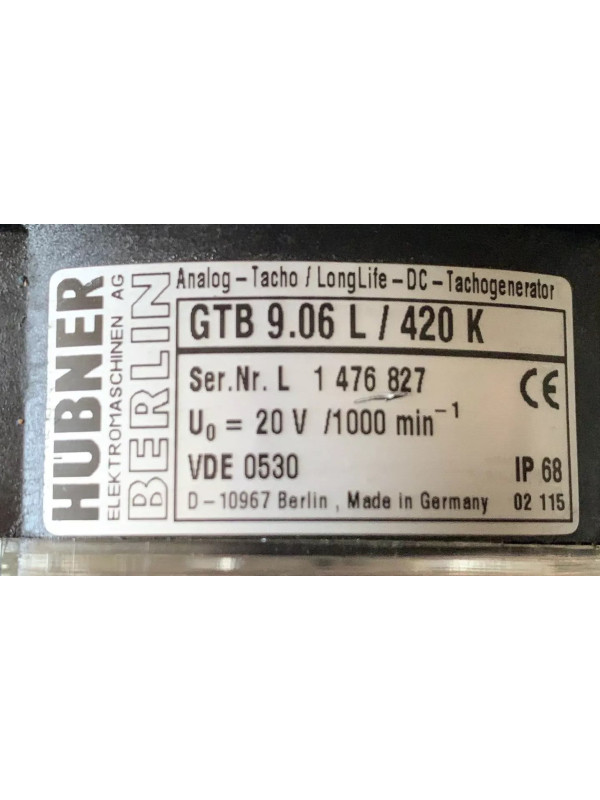 HÜBNER
ELEKTROMASCHINEN AG
BERLIN
Analog-Tacho / LongLife-DC-Tachogenerator
GTB 9.06 L / 420 K
Ser.Nr. L 1 476 827
U₀ = 20 V /1000 min⁻¹
CE
VDE 0530 IP 68
D-10967 Berlin , Made in Germany 02 115